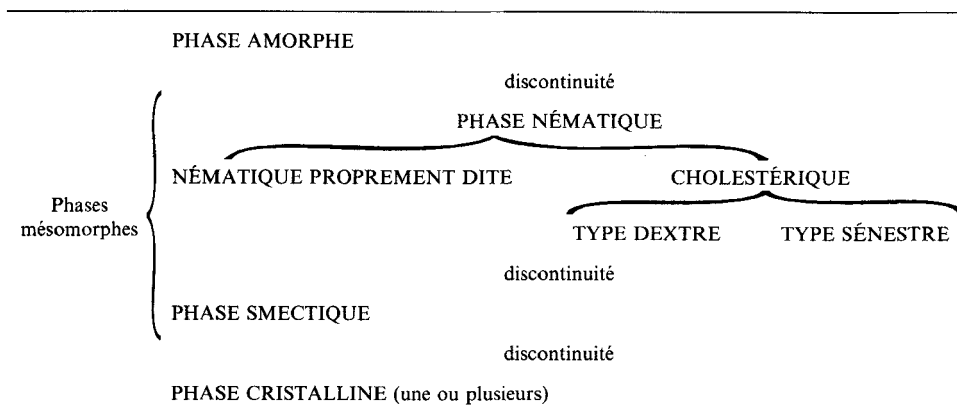 PHASE AMORPHE
discontinuité
PHASE NÉMATIQUE
NÉMATIQUE PROPREMENT DITE CHOLESTÉRIQUE
Phases
mésomorphes
TYPE DEXTRE TYPE SÉNESTRE
discontinuité
PHASE SMECTIQUE
discontinuité
PHASE CRISTALLINE (une ou plusieurs)